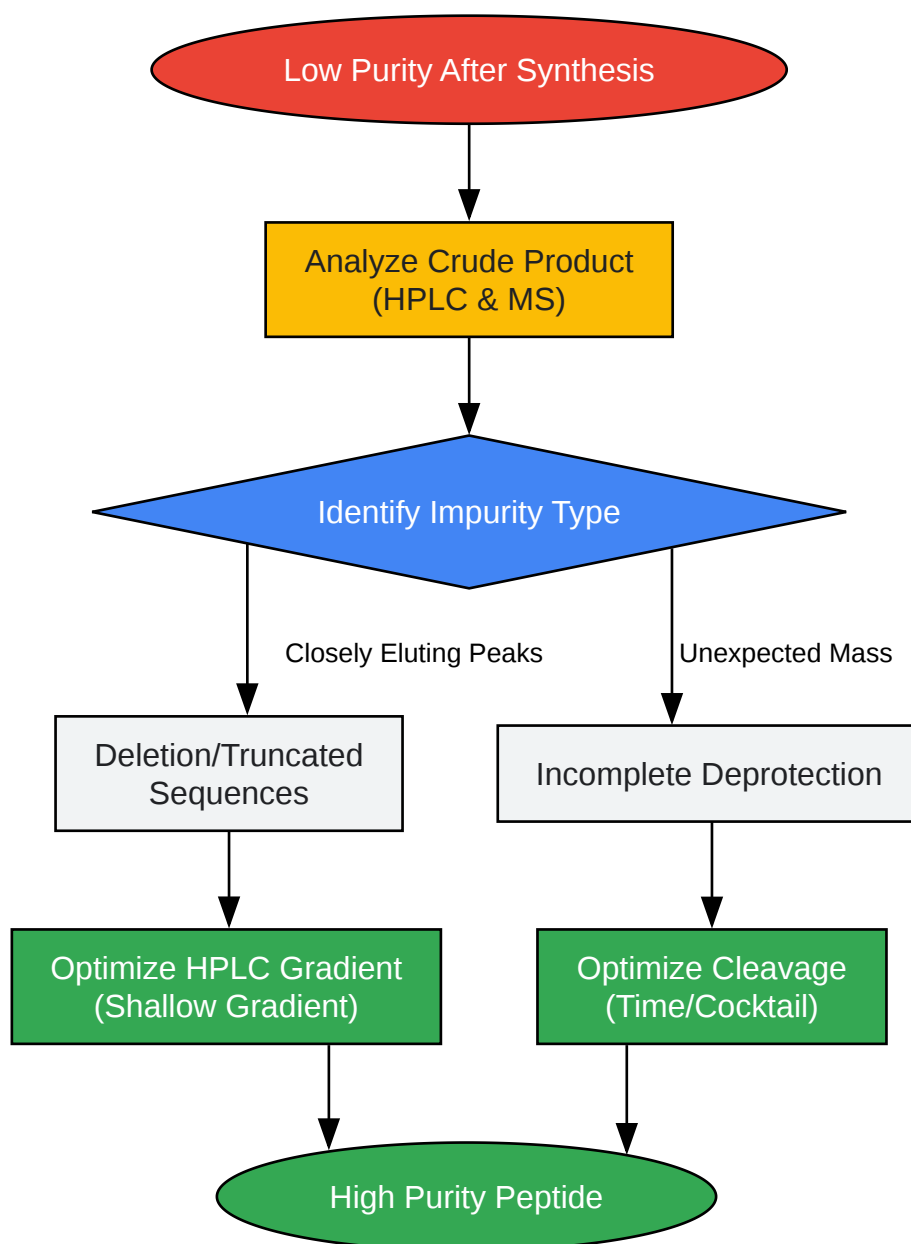 Low Purity After Synthesis
Analyze Crude Product
(HPLC & MS)
Identify Impurity Type
Closely Eluting Peaks
Unexpected Mass
Deletion/Truncated
Sequences
Incomplete Deprotection
Optimize HPLC Gradient
(Shallow Gradient)
Optimize Cleavage
(Time/Cocktail)
High Purity Peptide